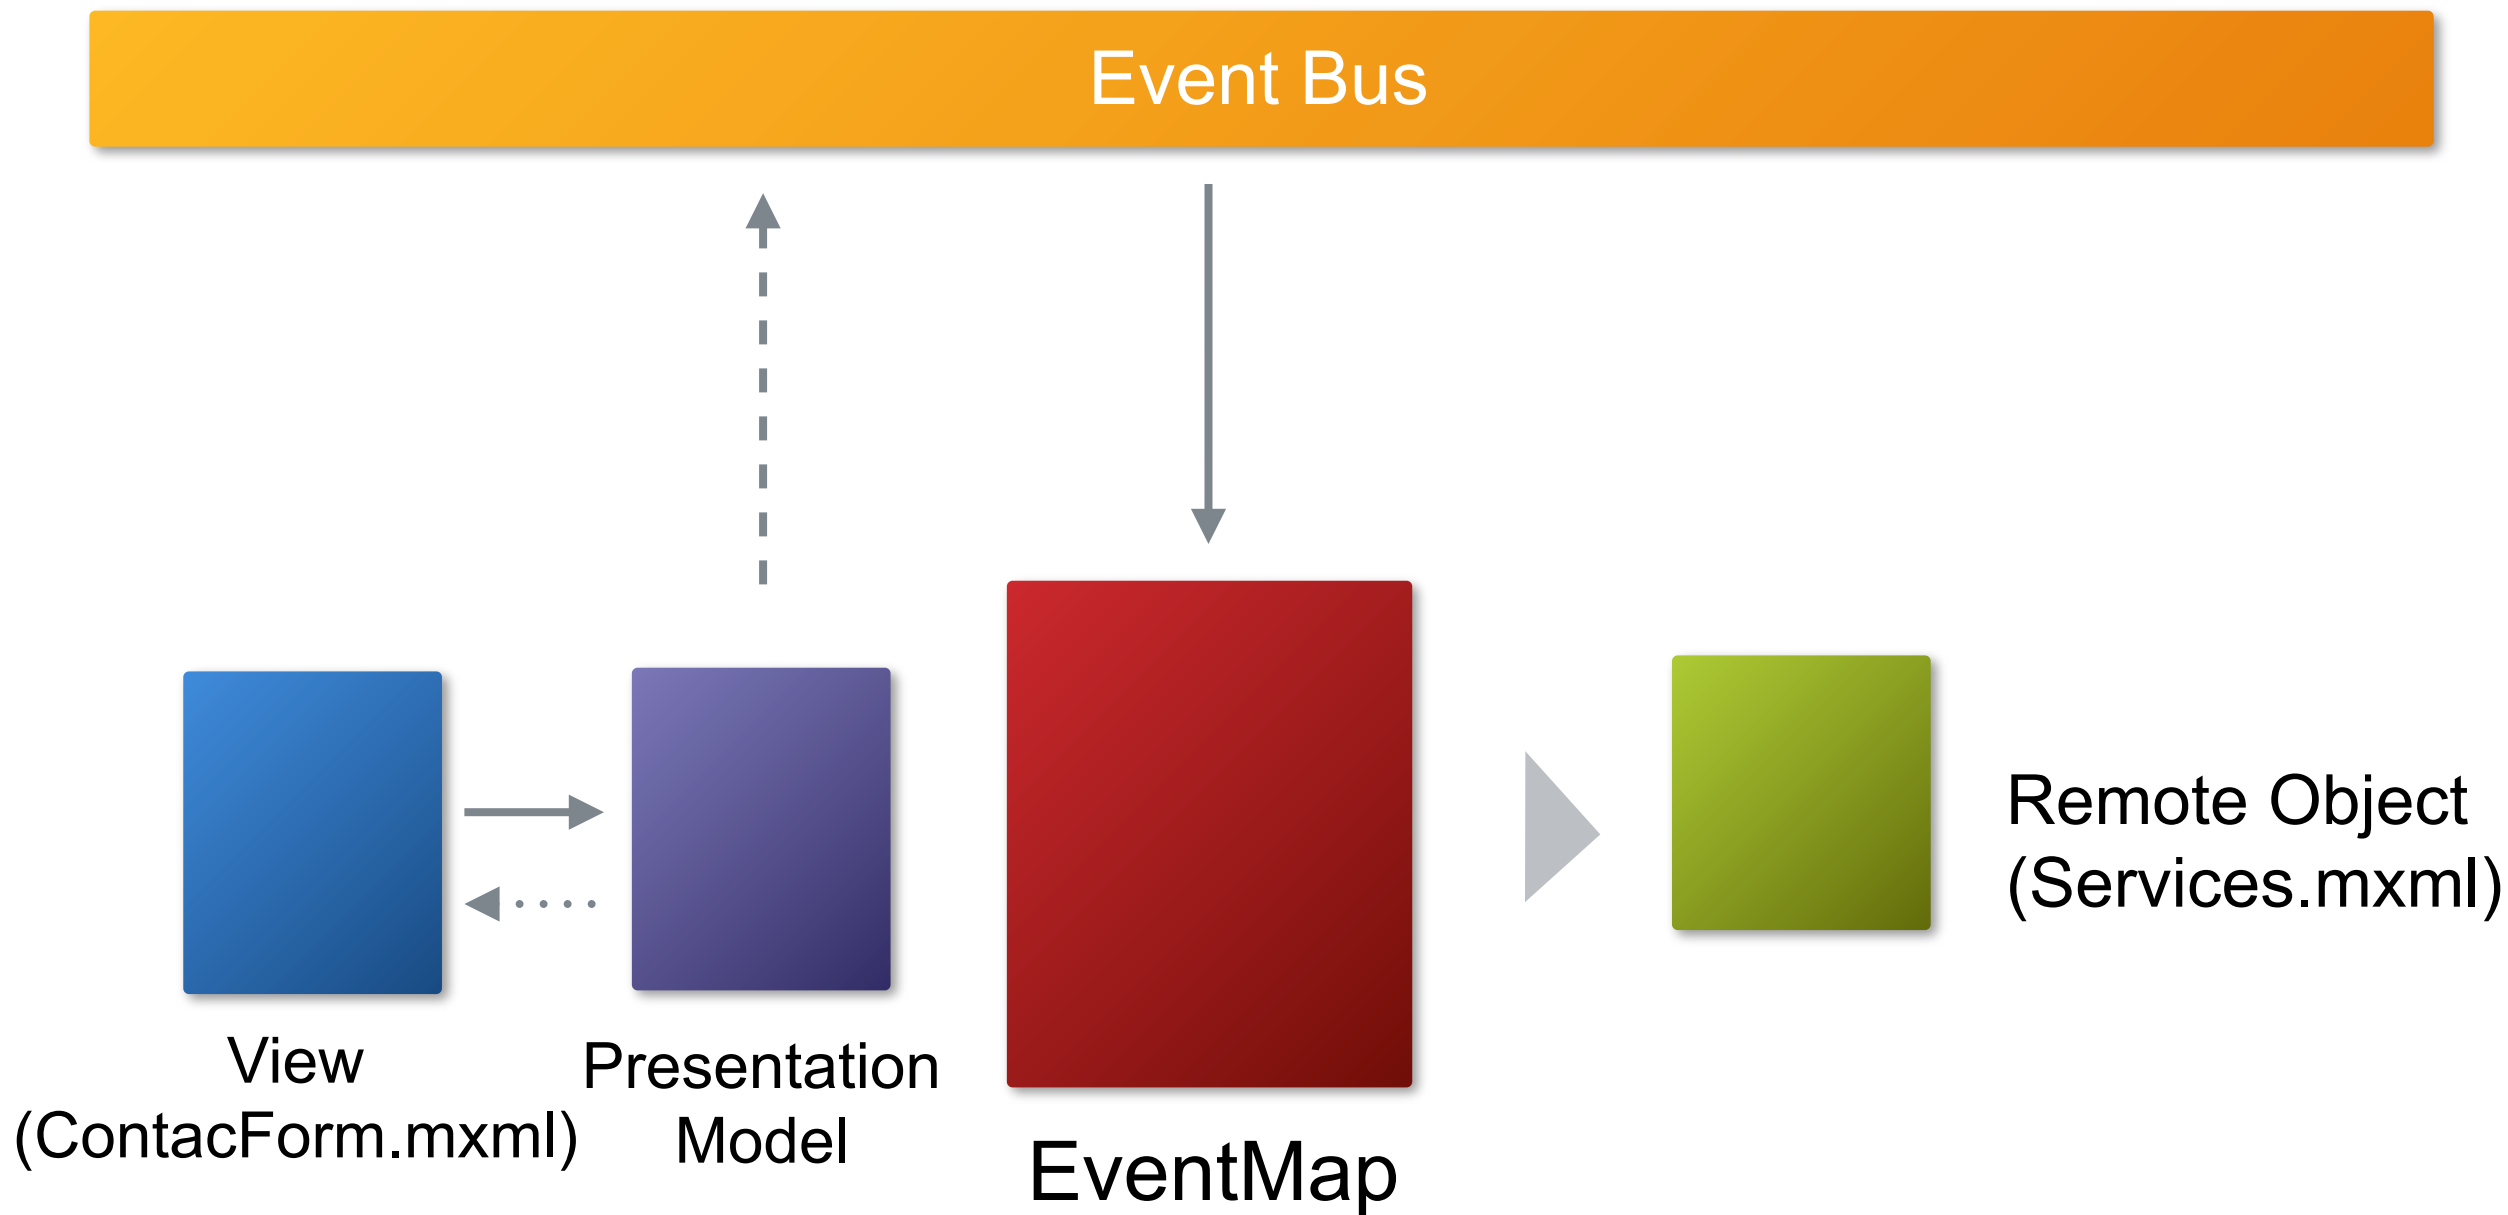 Event Bus
Remote Object
(Services.mxml)
View
(ContacForm.mxml)
Presentation
Model
EventMap